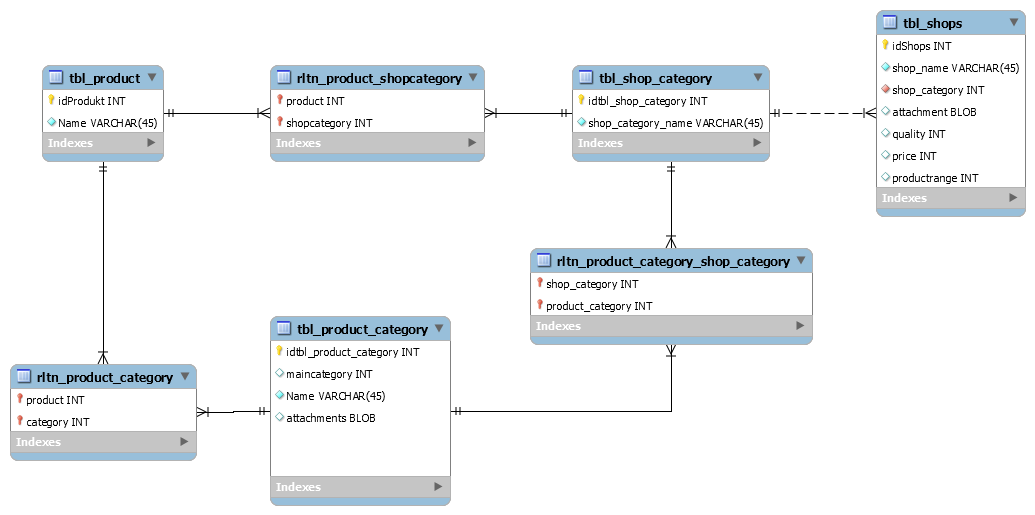 tbl_product
idProdukt INT
Name VARCHAR(45)
Indexes
rltn_product_shopcategory
product INT
shopcategory INT
Indexes
tbl_shop_category
idtbl_shop_category INT
shop_category_name VARCHAR(45)
Indexes
tbl_shops
idShops INT
shop_name VARCHAR(45)
shop_category INT
attachment BLOB
quality INT
price INT
productrange INT
Indexes
rltn_product_category_shop_category
shop_category INT
product_category INT
Indexes
tbl_product_category
idtbl_product_category INT
maincategory INT
Name VARCHAR(45)
attachments BLOB
Indexes
rltn_product_category
product INT
category INT
Indexes